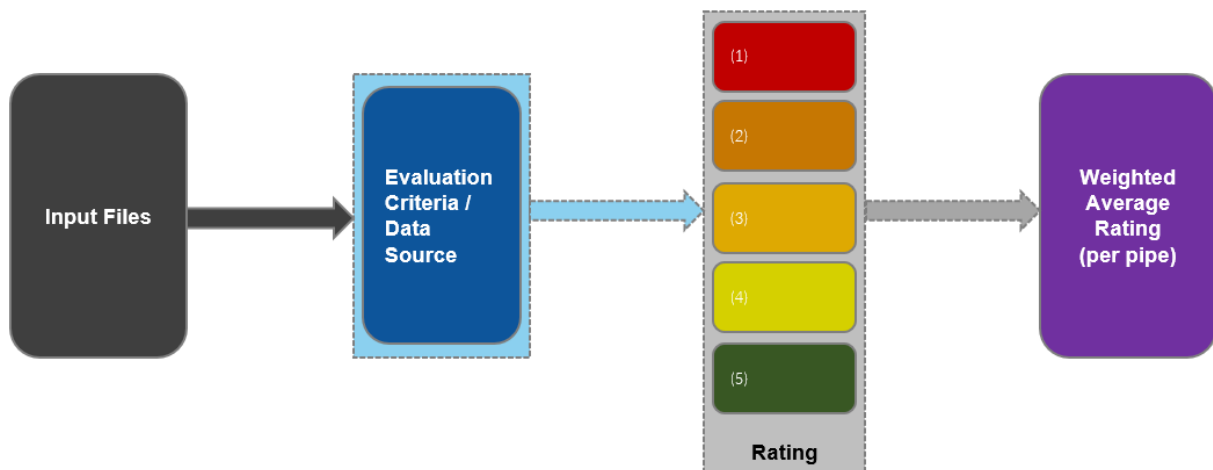 Input Files
Evaluation
Criteria /
Data
Source
(1)
(2)
(3)
(4)
(5)
Rating
Weighted
Average
Rating
(per pipe)